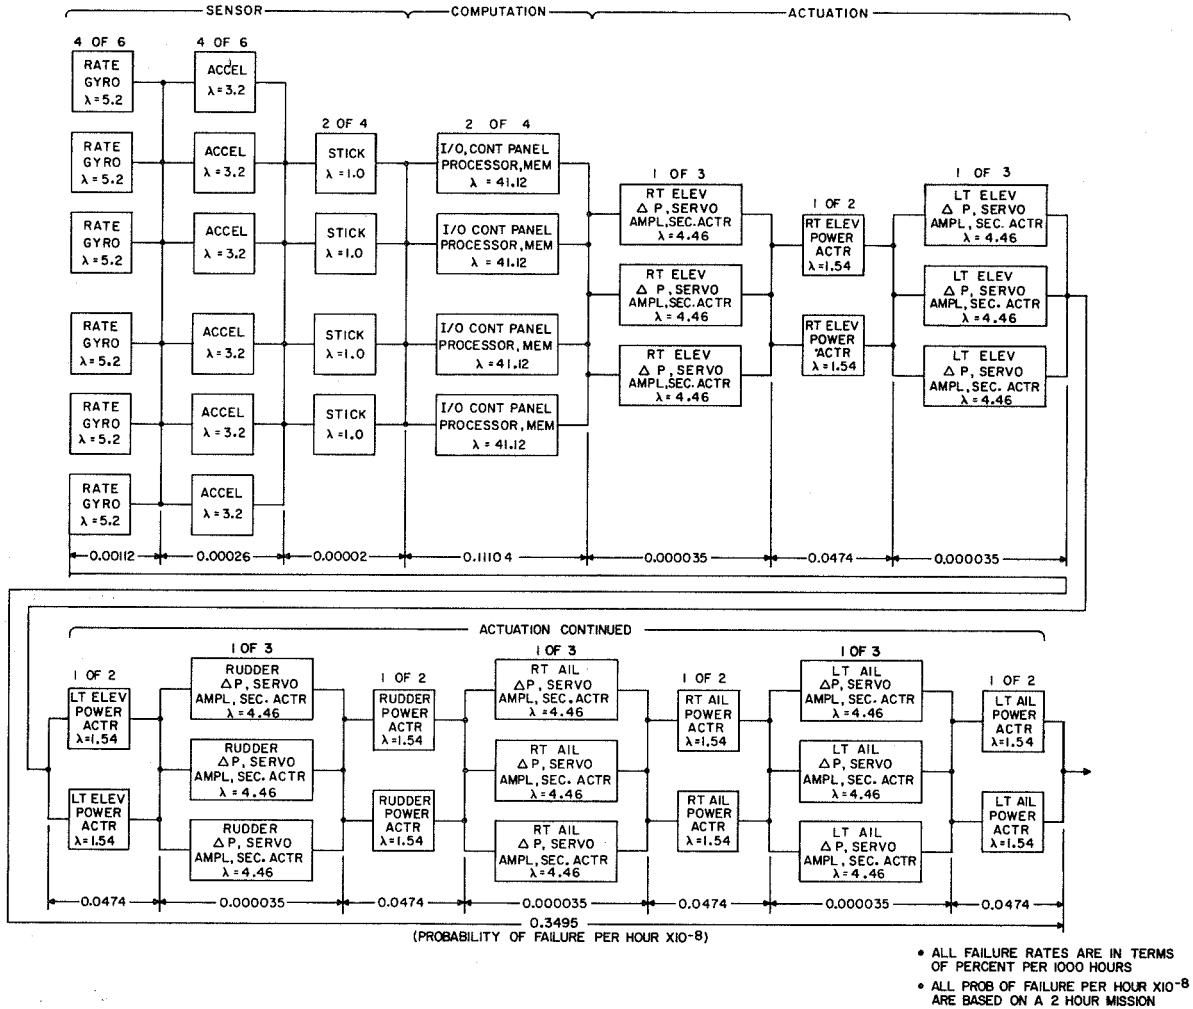 SENSOR
COMPUTATION
ACTUATION
4 OF 6
RATE
GYRO
λ=5.2
RATE
GYRO
λ=5.2
RATE
GYRO
λ=5.2
RATE
GYRO
λ=5.2
RATE
GYRO
λ=5.2
RATE
GYRO
λ=5.2
4 OF 6
ACCEL
λ=3.2
ACCEL
λ=3.2
ACCEL
λ=3.2
ACCEL
λ=3.2
ACCEL
λ=3.2
ACCEL
λ=3.2
2 OF 4
STICK
λ=1.0
STICK
λ=1.0
STICK
λ=1.0
STICK
λ=1.0
2 OF 4
I/O, CONT PANEL
PROCESSOR, MEM
λ = 41.12
I/O CONT PANEL
PROCESSOR, MEM
λ = 41.12
I/O CONT PANEL
PROCESSOR, MEM
λ = 41.12
I/O CONT PANEL
PROCESSOR, MEM
λ = 41.12
1 OF 3
RT ELEV
Δ P, SERVO
AMPL, SEC. ACTR
λ=4.46
RT ELEV
Δ P, SERVO
AMPL, SEC. ACTR
λ=4.46
RT ELEV
Δ P, SERVO
AMPL, SEC. ACTR
λ=4.46
1 OF 2
RT ELEV
POWER
ACTR
λ=1.54
RT ELEV
POWER
ACTR
λ=1.54
1 OF 3
LT ELEV
Δ P, SERVO
AMPL, SEC. ACTR
λ=4.46
LT ELEV
Δ P, SERVO
AMPL, SEC. ACTR
λ=4.46
LT ELEV
Δ P, SERVO
AMPL, SEC. ACTR
λ=4.46
0.00112
0.00026
0.00002
0.11104
0.000035
0.0474
0.000035
ACTUATION CONTINUED
1 OF 2
LT ELEV
POWER
ACTR
λ=1.54
LT ELEV
POWER
ACTR
λ=1.54
1 OF 3
RUDDER
ΔP, SERVO
AMPL, SEC. ACTR
λ=4.46
RUDDER
ΔP, SERVO
AMPL, SEC. ACTR
λ=4.46
RUDDER
Δ P, SERVO
AMPL, SEC. ACTR
λ=4.46
1 OF 2
RUDDER
POWER
ACTR
λ=1.54
RUDDER
POWER
ACTR
λ=1.54
1 OF 3
RT AIL
ΔP, SERVO
AMPL, SEC. ACTR
λ=4.46
RT AIL
ΔP, SERVO
AMPL, SEC. ACTR
λ=4.46
RT AIL
Δ P, SERVO
AMPL, SEC. ACTR
λ=4.46
1 OF 2
RT AIL
POWER
ACTR
λ=1.54
RT AIL
POWER
ACTR
λ=1.54
1 OF 3
LT AIL
ΔP, SERVO
AMPL, SEC. ACTR
λ=4.46
LT AIL
ΔP, SERVO
AMPL, SEC. ACTR
λ=4.46
LT AIL
Δ P, SERVO
AMPL, SEC. ACTR
λ=4.46
1 OF 2
LT AIL
POWER
ACTR
λ=1.54
LT AIL
POWER
ACTR
λ=1.54
0.0474
0.000035
0.0474
0.000035
0.0474
0.000035
0.0474
0.3495
(PROBABILITY OF FAILURE PER HOUR X10⁻⁸)
• ALL FAILURE RATES ARE IN TERMS
OF PERCENT PER 1000 HOURS
• ALL PROB OF FAILURE PER HOUR X10⁻⁸
ARE BASED ON A 2 HOUR MISSION